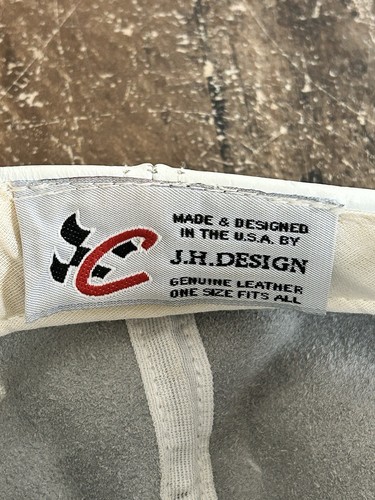 C
MADE & DESIGNED
IN THE U.S.A. BY
J.H.DESIGN
GENUINE LEATHER
ONE SIZE FITS ALL